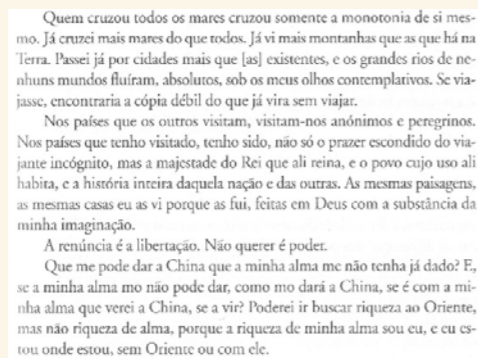 Quem cruzou todos os mares cruzou somente a monotonia de si mes-
mo. Já cruzei mais mares do que todos. Já vi mais montanhas que as que há na
Terra. Passei já por cidades mais que [as] existentes, e os grandes rios de ne-
nhuns mundos fluíram, absolutos, sob os meus olhos contemplativos. Se via-
jasse, encontraria a cópia débil do que já vira sem viajar.
Nos países que os outros visitam, visitam-nos anónimos e peregrinos.
Nos países que tenho visitado, tenho sido, não só o prazer escondido do via-
jante incógnito, mas a majestade do Rei que ali reina, e o povo cujo uso ali
habita, e a história inteira daquela nação e das outras. As mesmas paisagens,
as mesmas casas eu as vi porque as fui, feitas em Deus com a substância da
minha imaginação.
A renúncia é a libertação. Não querer é poder.
Que me pode dar a China que a minha alma me não tenha já dado? E,
se a minha alma mo não pode dar, como mo dará a China, se é com a mi-
nha alma que verei a China, se a vir? Poderei ir buscar riqueza ao Oriente,
mas não riqueza de alma, porque a riqueza de minha alma sou eu, e eu es-
tou onde estou, sem Oriente ou com ele.